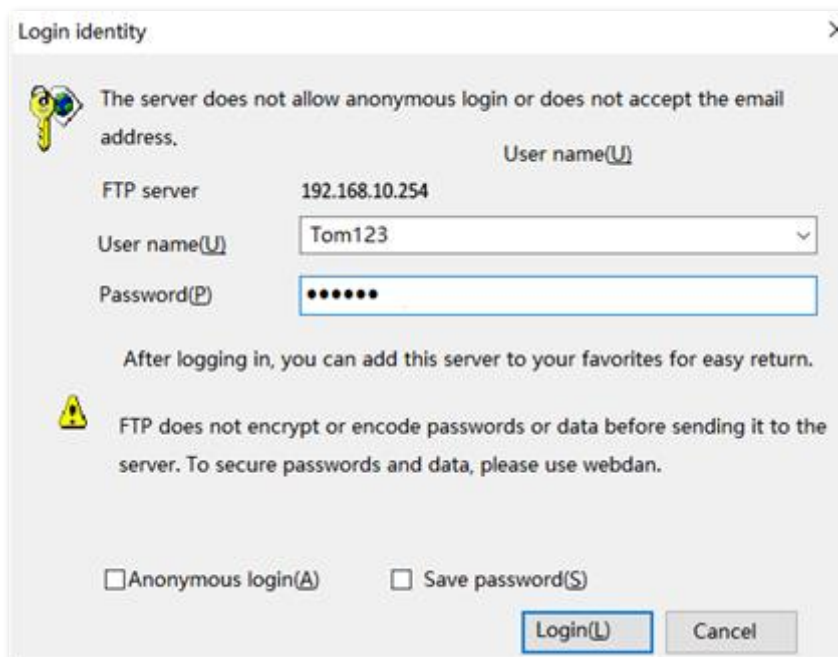 Login identity
The server does not allow anonymous login or does not accept the email
address.
User name(U)
FTP server 192.168.10.254
User name(U) Tom123
Password(P) ●●●●●●
After logging in, you can add this server to your favorites for easy return.
FTP does not encrypt or encode passwords or data before sending it to the
server. To secure passwords and data, please use webdan.
Anonymous login(A) Save password(S)
Login(L) Cancel